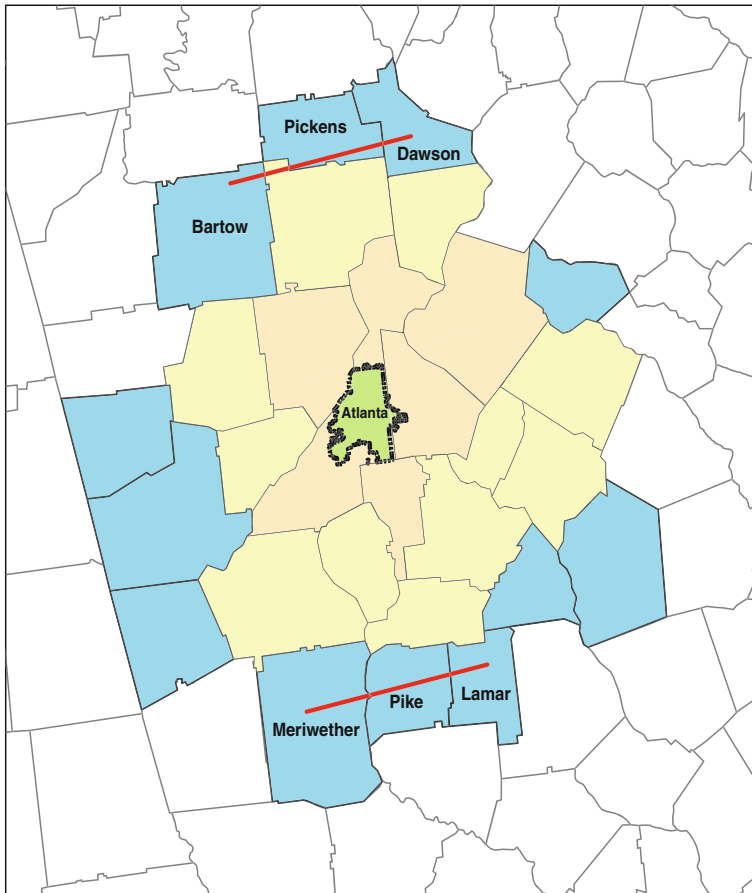 Pickens
Dawson
Bartow
Atlanta
Pike
Lamar
Meriwether